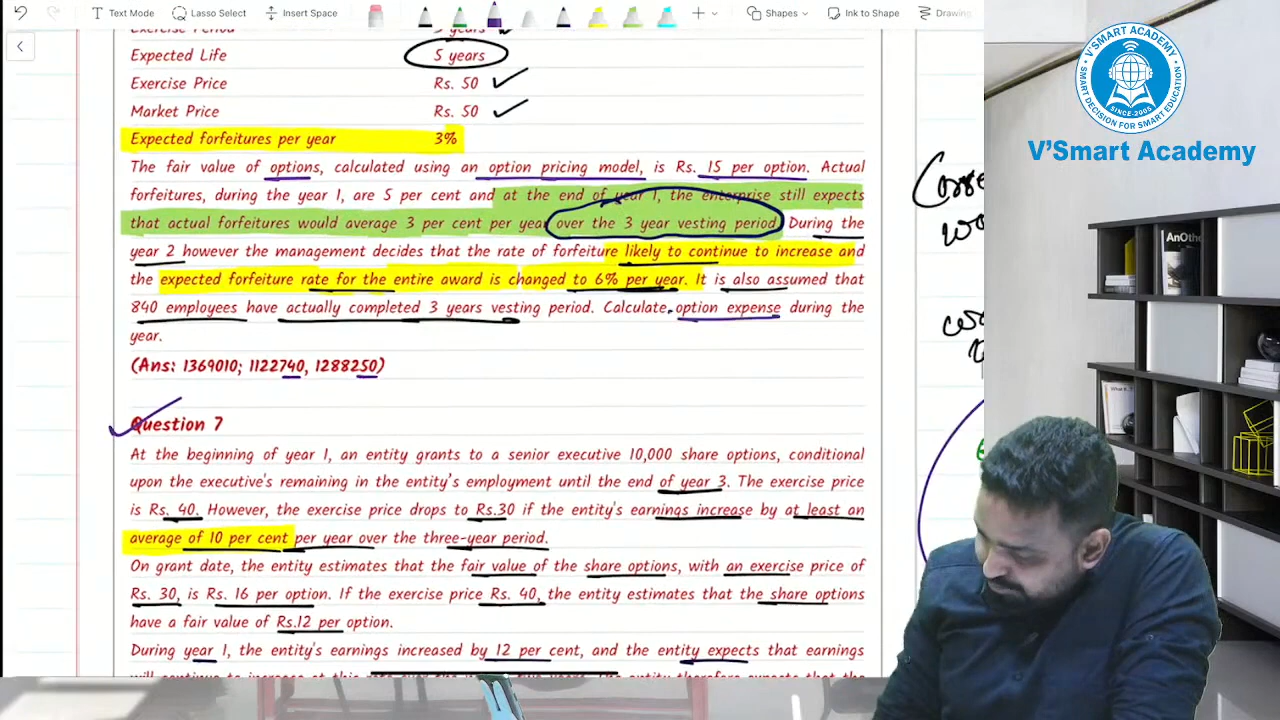 Text Mode
Lasso Select
Insert Space
Shapes
Ink to Shape
Drawing
Expected Life 5 years
Exercise Price Rs. 50
Market Price Rs. 50
Expected forfeitures per year 3%
The fair value of options, calculated using an option pricing model, is Rs. 15 per option. Actual
forfeitures, during the year 1, are 5 per cent and at the end of year 1, the enterprise still expects
that actual forfeitures would average 3 per cent per year over the 3 year vesting period. During the
year 2 however the management decides that the rate of forfeiture likely to continue to increase and
the expected forfeiture rate for the entire award is changed to 6% per year. It is also assumed that
840 employees have actually completed 3 years vesting period. Calculate option expense during the
year.
(Ans: 1369010; 1122740, 1288250)
Question 7
At the beginning of year 1, an entity grants to a senior executive 10,000 share options, conditional
upon the executive's remaining in the entity's employment until the end of year 3. The exercise price
is Rs. 40. However, the exercise price drops to Rs.30 if the entity's earnings increase by at least an
average of 10 per cent per year over the three-year period.
On grant date, the entity estimates that the fair value of the share options, with an exercise price of
Rs. 30, is Rs. 16 per option. If the exercise price Rs. 40, the entity estimates that the share options
have a fair value of Rs.12 per option.
During year 1, the entity's earnings increased by 12 per cent, and the entity expects that earnings
V'SMART ACADEMY
SMART DECISION FOR SMART EDUCATION
SINCE-2005
V'Smart Academy